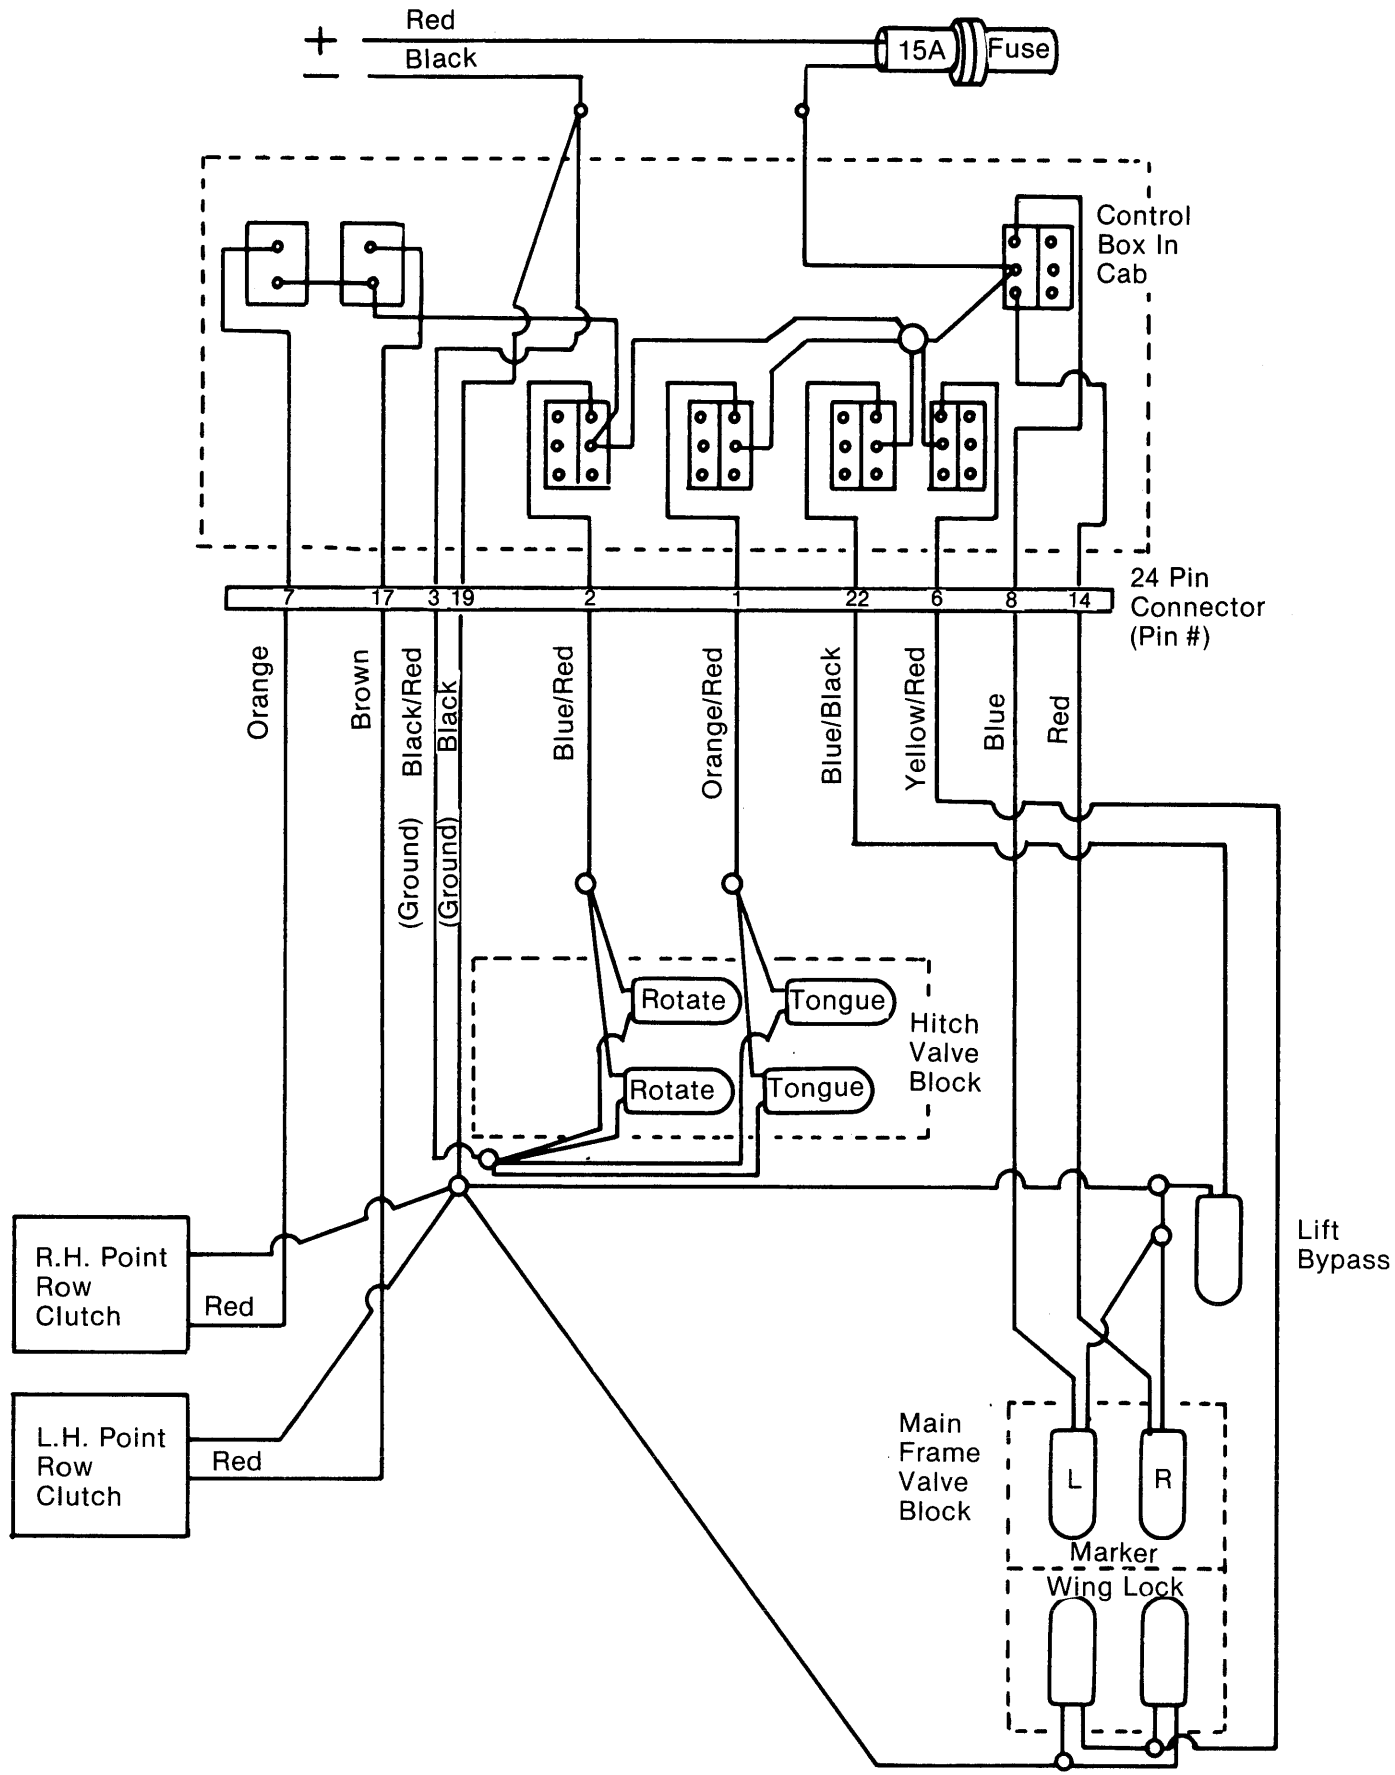 + Red
− Black
15A Fuse
Control
Box In
Cab
7 17 3 19 2 1 22 6 8 14
24 Pin
Connector
(Pin #)
Orange
Brown
Black/Red
(Ground)
Black
(Ground)
Blue/Red
Orange/Red
Blue/Black
Yellow/Red
Blue
Red
Rotate
Tongue
Rotate
Tongue
Hitch
Valve
Block
R.H. Point
Row
Clutch
Red
Lift
Bypass
L.H. Point
Row
Clutch
Red
Main
Frame
Valve
Block
L
R
Marker
Wing Lock